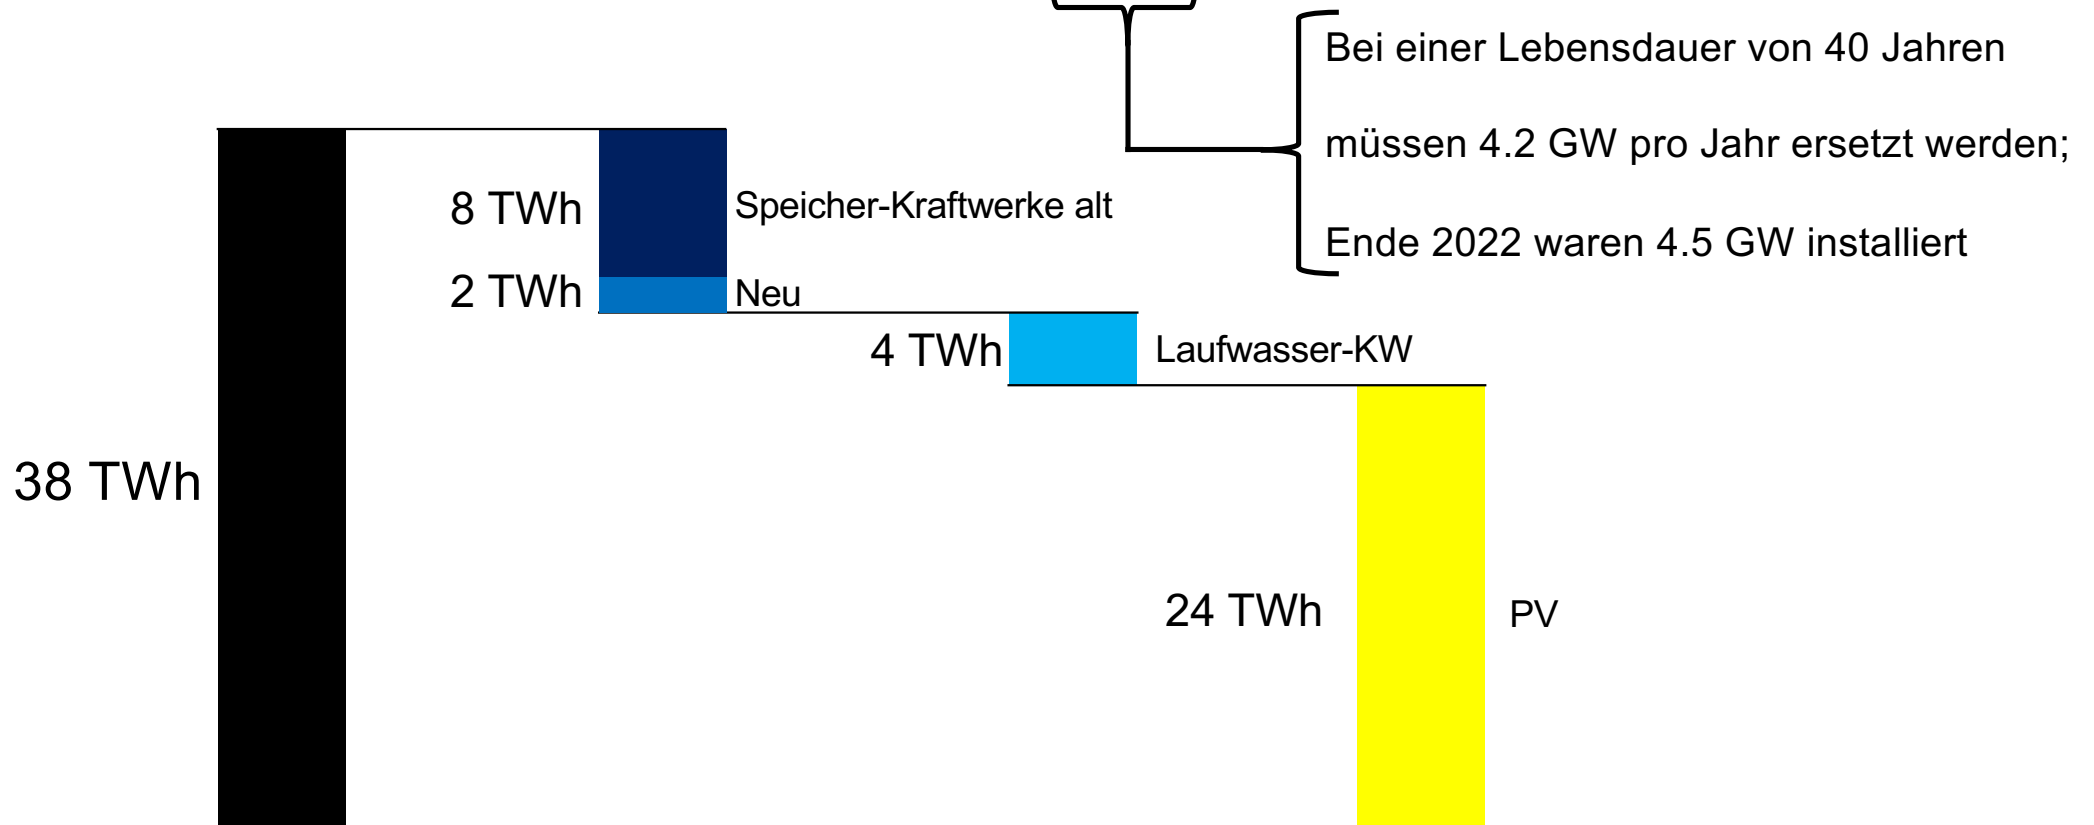 Bei einer Lebensdauer von 40 Jahren
müssen 4.2 GW pro Jahr ersetzt werden;
Ende 2022 waren 4.5 GW installiert
8 TWh Speicher-Kraftwerke alt
2 TWh Neu
4 TWh Laufwasser-KW
38 TWh
24 TWh PV